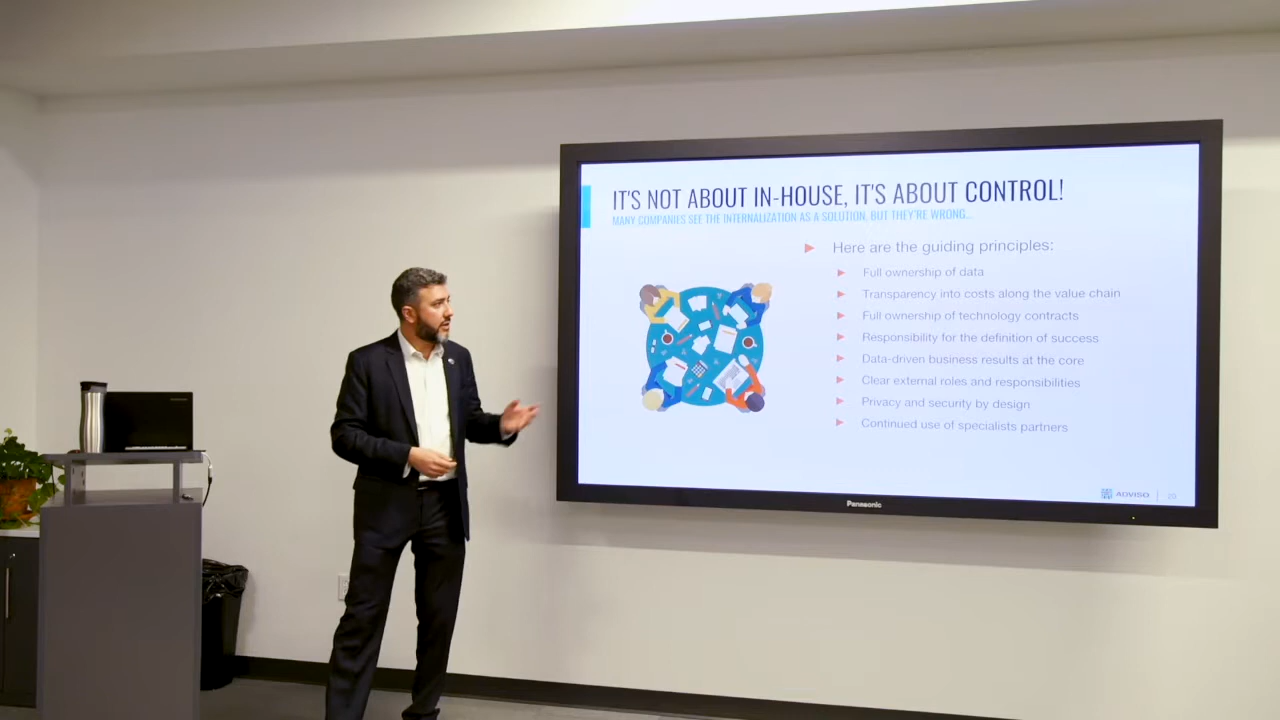 IT'S NOT ABOUT IN-HOUSE, IT'S ABOUT CONTROL!
MANY COMPANIES SEE THE INTERNALIZATION AS A SOLUTION, BUT THEY'RE WRONG...
Here are the guiding principles:
Full ownership of data
Transparency into costs along the value chain
Full ownership of technology contracts
Responsibility for the definition of success
Data-driven business results at the core
Clear external roles and responsibilities
Privacy and security by design
Continued use of specialists partners
ADVISO
Panasonic